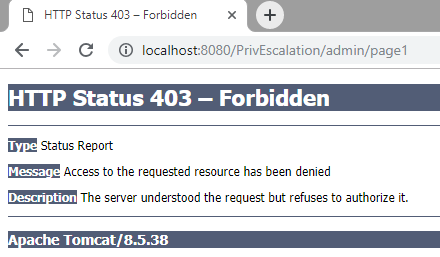 HTTP Status 403 – Forbidden
localhost:8080/PrivEscalation/admin/page1
HTTP Status 403 – Forbidden
Type Status Report
Message Access to the requested resource has been denied
Description The server understood the request but refuses to authorize it.
Apache Tomcat/8.5.38